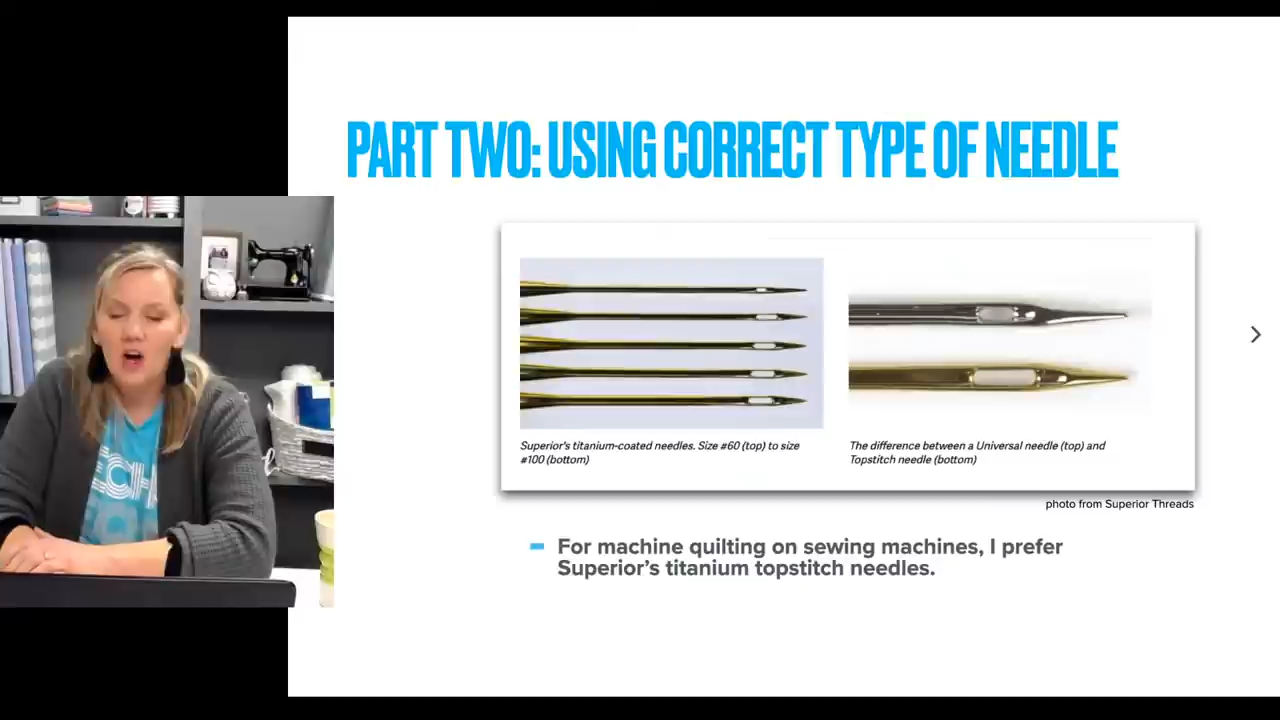 PART TWO: USING CORRECT TYPE OF NEEDLE
Superior's titanium-coated needles. Size #60 (top) to size
#100 (bottom)
The difference between a Universal needle (top) and
Topstitch needle (bottom)
photo from Superior Threads
For machine quilting on sewing machines, I prefer
Superior’s titanium topstitch needles.